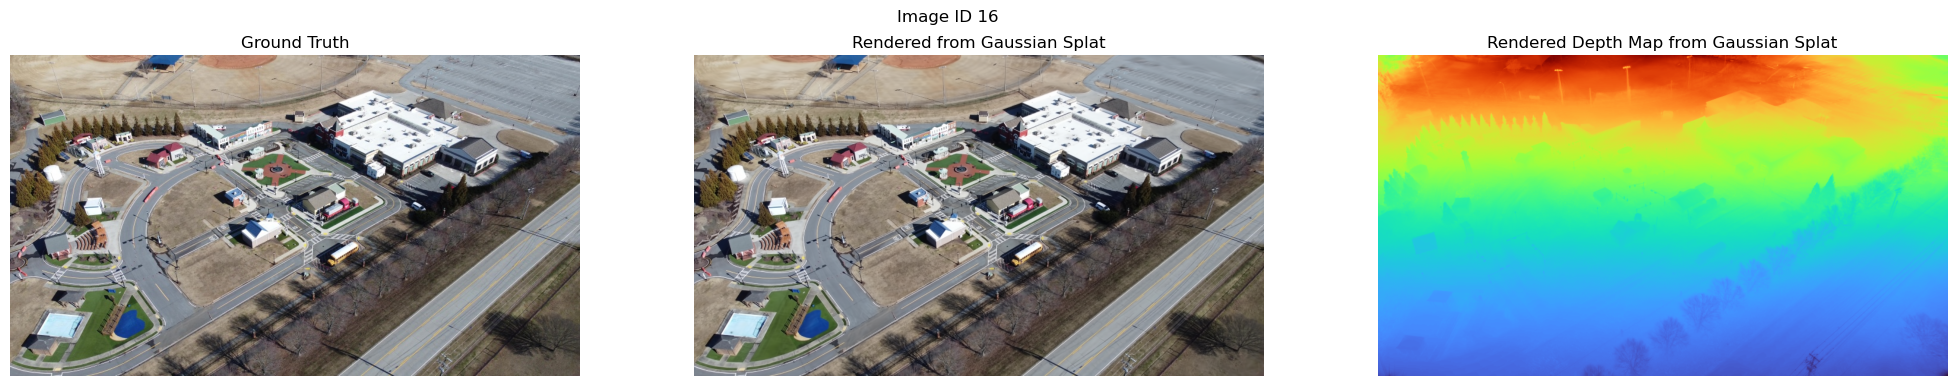 Image ID 16
Ground Truth
Rendered from Gaussian Splat
Rendered Depth Map from Gaussian Splat